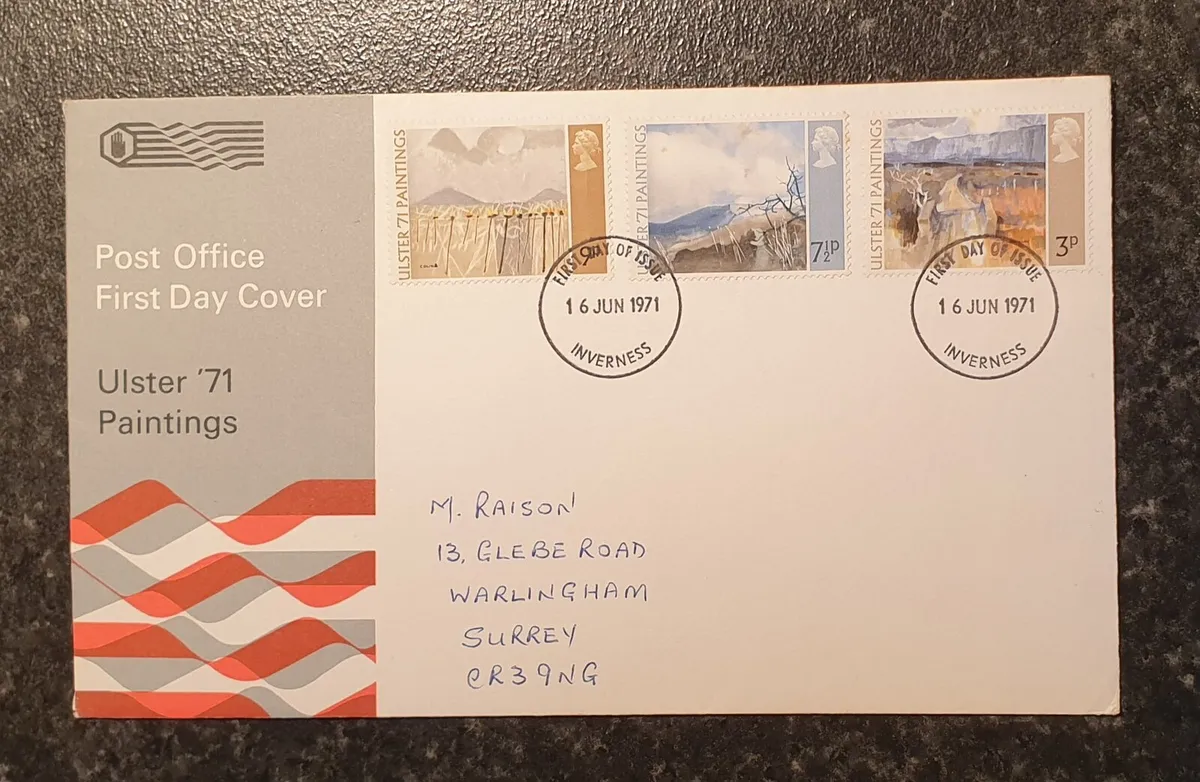 Post Office
First Day Cover
Ulster '71
Paintings
ULSTER '71 PAINTINGS
9p
ULSTER '71 PAINTINGS
7½p
ULSTER '71 PAINTINGS
3p
FIRST DAY OF ISSUE
16 JUN 1971
INVERNESS
FIRST DAY OF ISSUE
16 JUN 1971
INVERNESS
M. RAISON
13, GLEBE ROAD
WARLINGHAM
SURREY
CR3 9NG